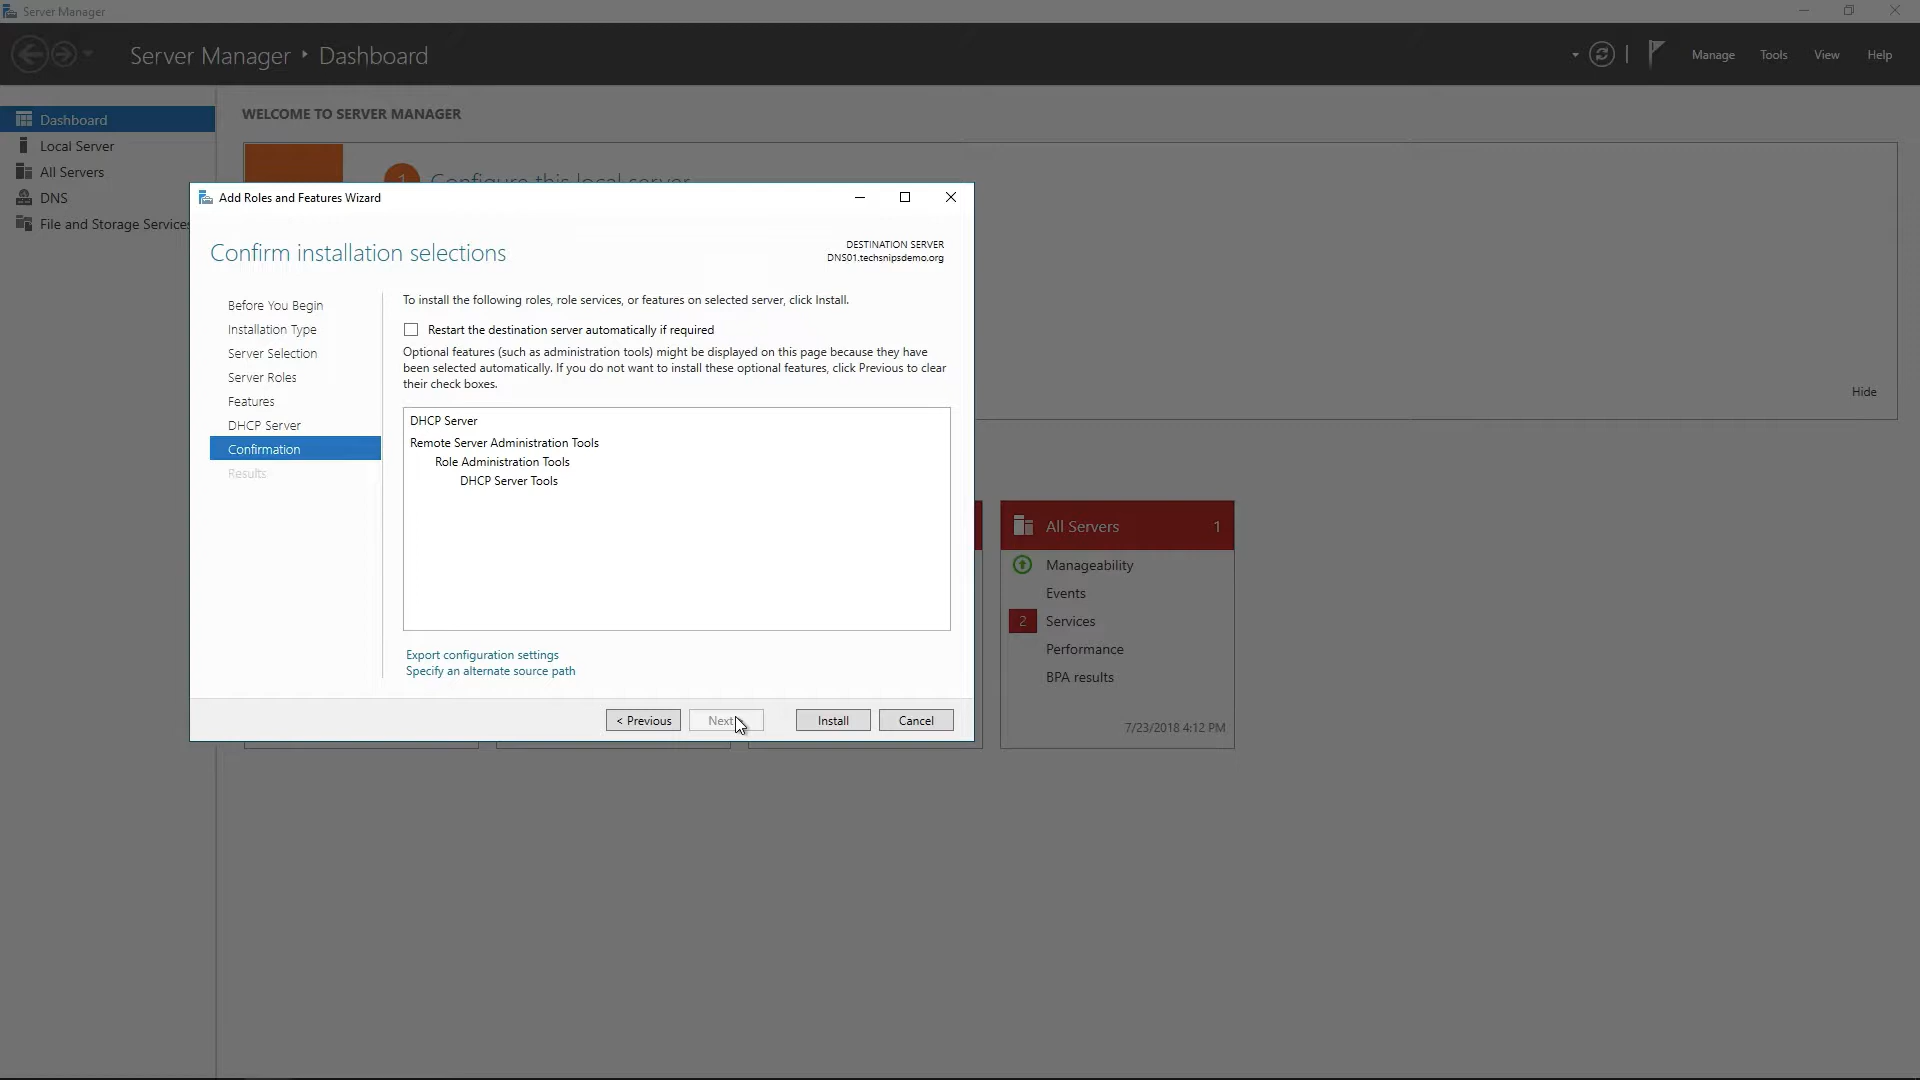 Server Manager
Server Manager ‣ Dashboard
Manage
Tools
View
Help
Dashboard
Local Server
All Servers
DNS
File and Storage Services
WELCOME TO SERVER MANAGER
1 Configure this local server
Hide
Add Roles and Features Wizard
Confirm installation selections
DESTINATION SERVER
DNS01.techsnipsdemo.org
Before You Begin
Installation Type
Server Selection
Server Roles
Features
DHCP Server
Confirmation
Results
To install the following roles, role services, or features on selected server, click Install.
Restart the destination server automatically if required
Optional features (such as administration tools) might be displayed on this page because they have
been selected automatically. If you do not want to install these optional features, click Previous to clear
their check boxes.
DHCP Server
Remote Server Administration Tools
Role Administration Tools
DHCP Server Tools
Export configuration settings
Specify an alternate source path
< Previous
Next
Install
Cancel
All Servers 1
Manageability
Events
2 Services
Performance
BPA results
7/23/2018 4:12 PM